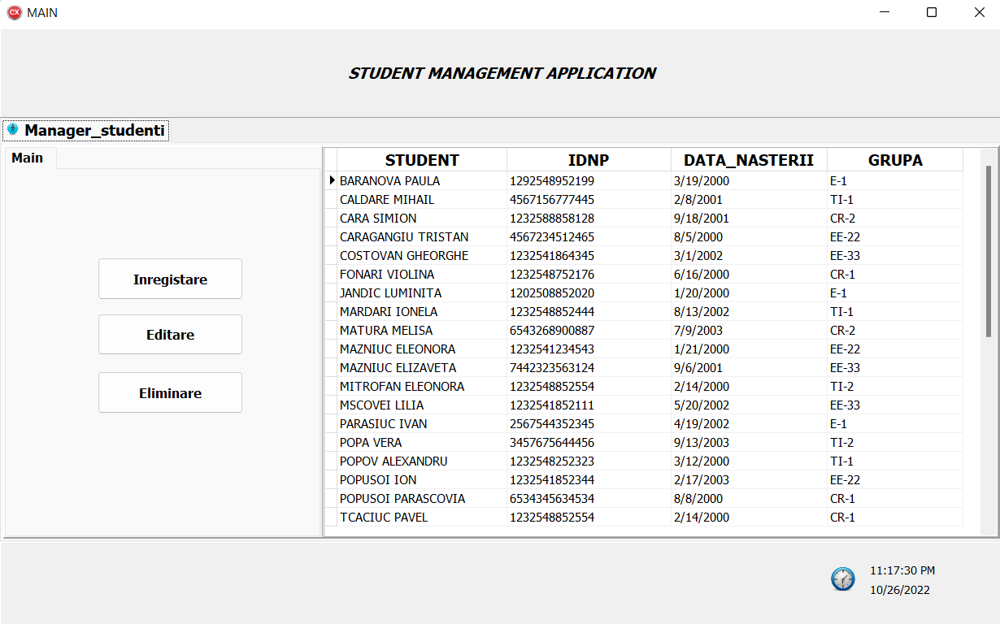 CX MAIN
STUDENT MANAGEMENT APPLICATION
Manager_studenti
Main
Inregistare
Editare
Eliminare
STUDENT IDNP DATA_NASTERII GRUPA
BARANOVA PAULA 1292548952199 3/19/2000 E-1
CALDARE MIHAIL 4567156777445 2/8/2001 TI-1
CARA SIMION 1232588858128 9/18/2001 CR-2
CARAGANGIU TRISTAN 4567234512465 8/5/2000 EE-22
COSTOVAN GHEORGHE 1232541864345 3/1/2002 EE-33
FONARI VIOLINA 1232548752176 6/16/2000 CR-1
JANDIC LUMINITA 1202508852020 1/20/2000 E-1
MARDARI IONELA 1232548852444 8/13/2002 TI-1
MATURA MELISA 6543268900887 7/9/2003 CR-2
MAZNIUC ELEONORA 1232541234543 1/21/2000 EE-22
MAZNIUC ELIZAVETA 7442323563124 9/6/2001 EE-33
MITROFAN ELEONORA 1232548852554 2/14/2000 TI-2
MSCOVEI LILIA 1232541852111 5/20/2002 EE-33
PARASIUC IVAN 2567544352345 4/19/2002 E-1
POPA VERA 3457675644456 9/13/2003 TI-2
POPOV ALEXANDRU 1232548252323 3/12/2000 TI-1
POPUSOI ION 1232541852344 2/17/2003 EE-22
POPUSOI PARASCOVIA 6534345634534 8/8/2000 CR-1
TCACIUC PAVEL 1232548852554 2/14/2000 CR-1
11:17:30 PM
10/26/2022